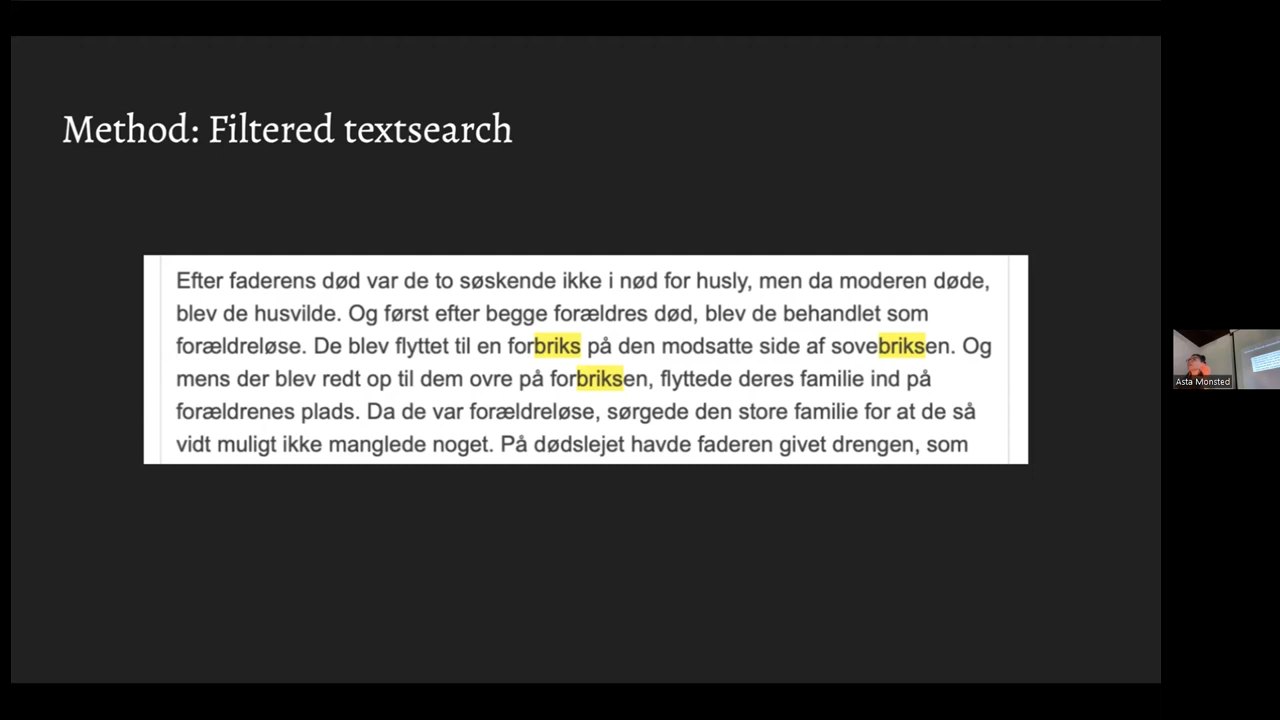 Method: Filtered textsearch
Efter faderens død var de to søskende ikke i nød for husly, men da moderen døde,
blev de husvilde. Og først efter begge forældres død, blev de behandlet som
forældreløse. De blev flyttet til en forbriks på den modsatte side af sovebriksen. Og
mens der blev redt op til dem ovre på forbriksen, flyttede deres familie ind på
forældrenes plads. Da de var forældreløse, sørgede den store familie for at de så
vidt muligt ikke manglede noget. På dødslejet havde faderen givet drengen, som
Asta Monsted